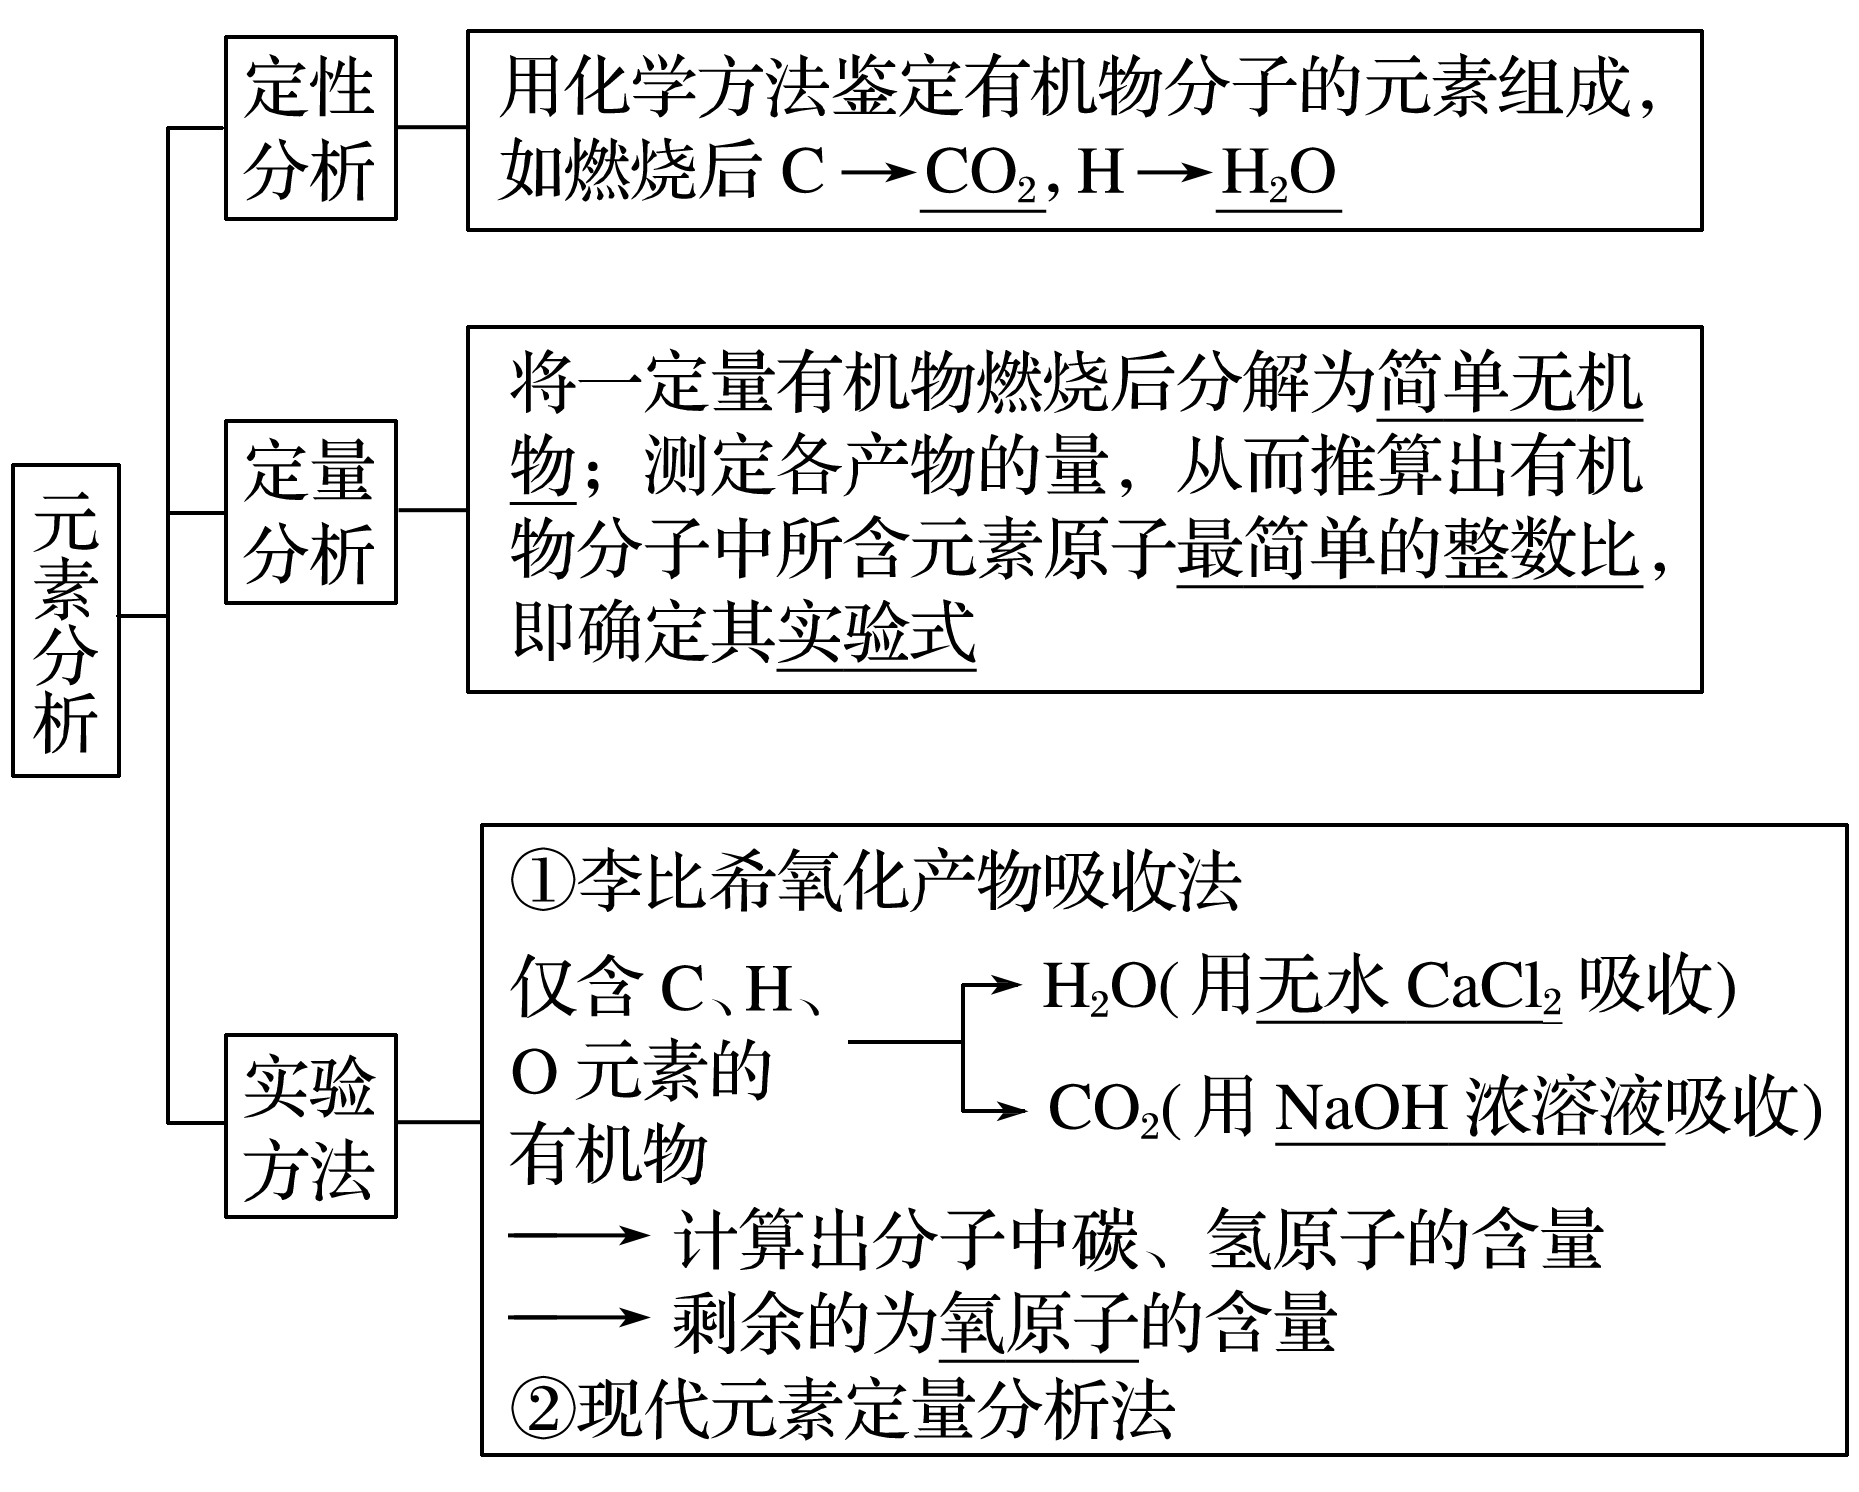 元素分析
定性
分析
用化学方法鉴定有机物分子的元素组成，
如燃烧后 C ⟶ CO₂, H ⟶ H₂O
定量
分析
将一定量有机物燃烧后分解为简单无机
物；测定各产物的量，从而推算出有机
物分子中所含元素原子最简单的整数比，
即确定其实验式
实验
方法
①李比希氧化产物吸收法
仅含 C、H、
O 元素的
有机物
H₂O(用无水 CaCl₂ 吸收)
CO₂(用 NaOH 浓溶液吸收)
⟶ 计算出分子中碳、氢原子的含量
⟶ 剩余的为氧原子的含量
②现代元素定量分析法